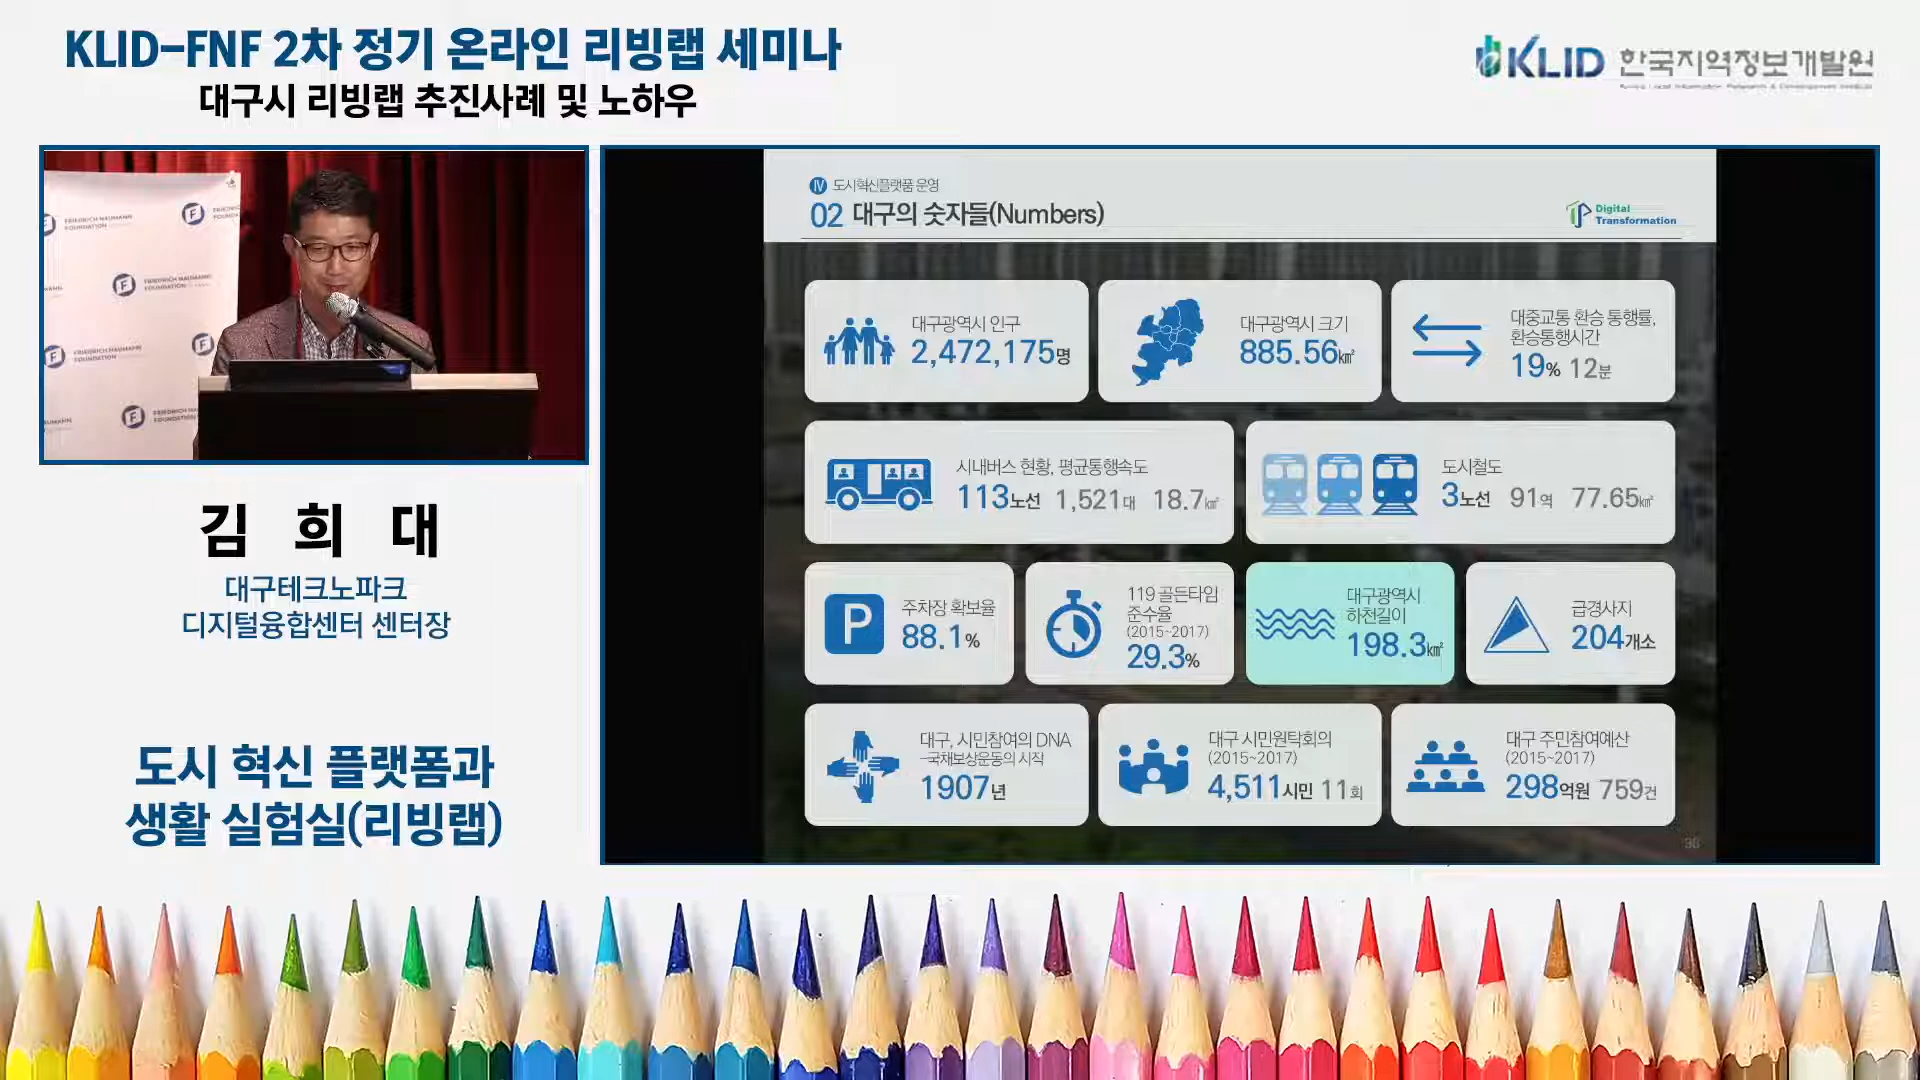 KLID-FNF 2차 정기 온라인 리빙랩 세미나
대구시 리빙랩 추진사례 및 노하우
KLID 한국지역정보개발원
FRIEDRICH NAUMANN
FOUNDATION
FRIEDRICH NAUMANN
FOUNDATION
FRIEDRICH NAUMANN
FOUNDATION
김 희 대
대구테크노파크
디지털융합센터 센터장
도시 혁신 플랫폼과
생활 실험실(리빙랩)
Ⅳ 도시혁신플랫폼 운영
02 대구의 숫자들(Numbers)
TP Digital
Transformation
대구광역시 인구
2,472,175명
대구광역시 크기
885.56㎢
대중교통 환승 통행률,
환승통행시간
19% 12분
시내버스 현황, 평균통행속도
113노선 1,521대 18.7㎢
도시철도
3노선 91역 77.65㎢
P
주차장 확보율
88.1%
119 골든타임
준수율
(2015~2017)
29.3%
대구광역시
하천길이
198.3㎢
급경사지
204개소
대구, 시민참여의 DNA
-국채보상운동의 시작
1907년
대구 시민원탁회의
(2015~2017)
4,511시민 11회
대구 주민참여예산
(2015~2017)
298억원 759건
36